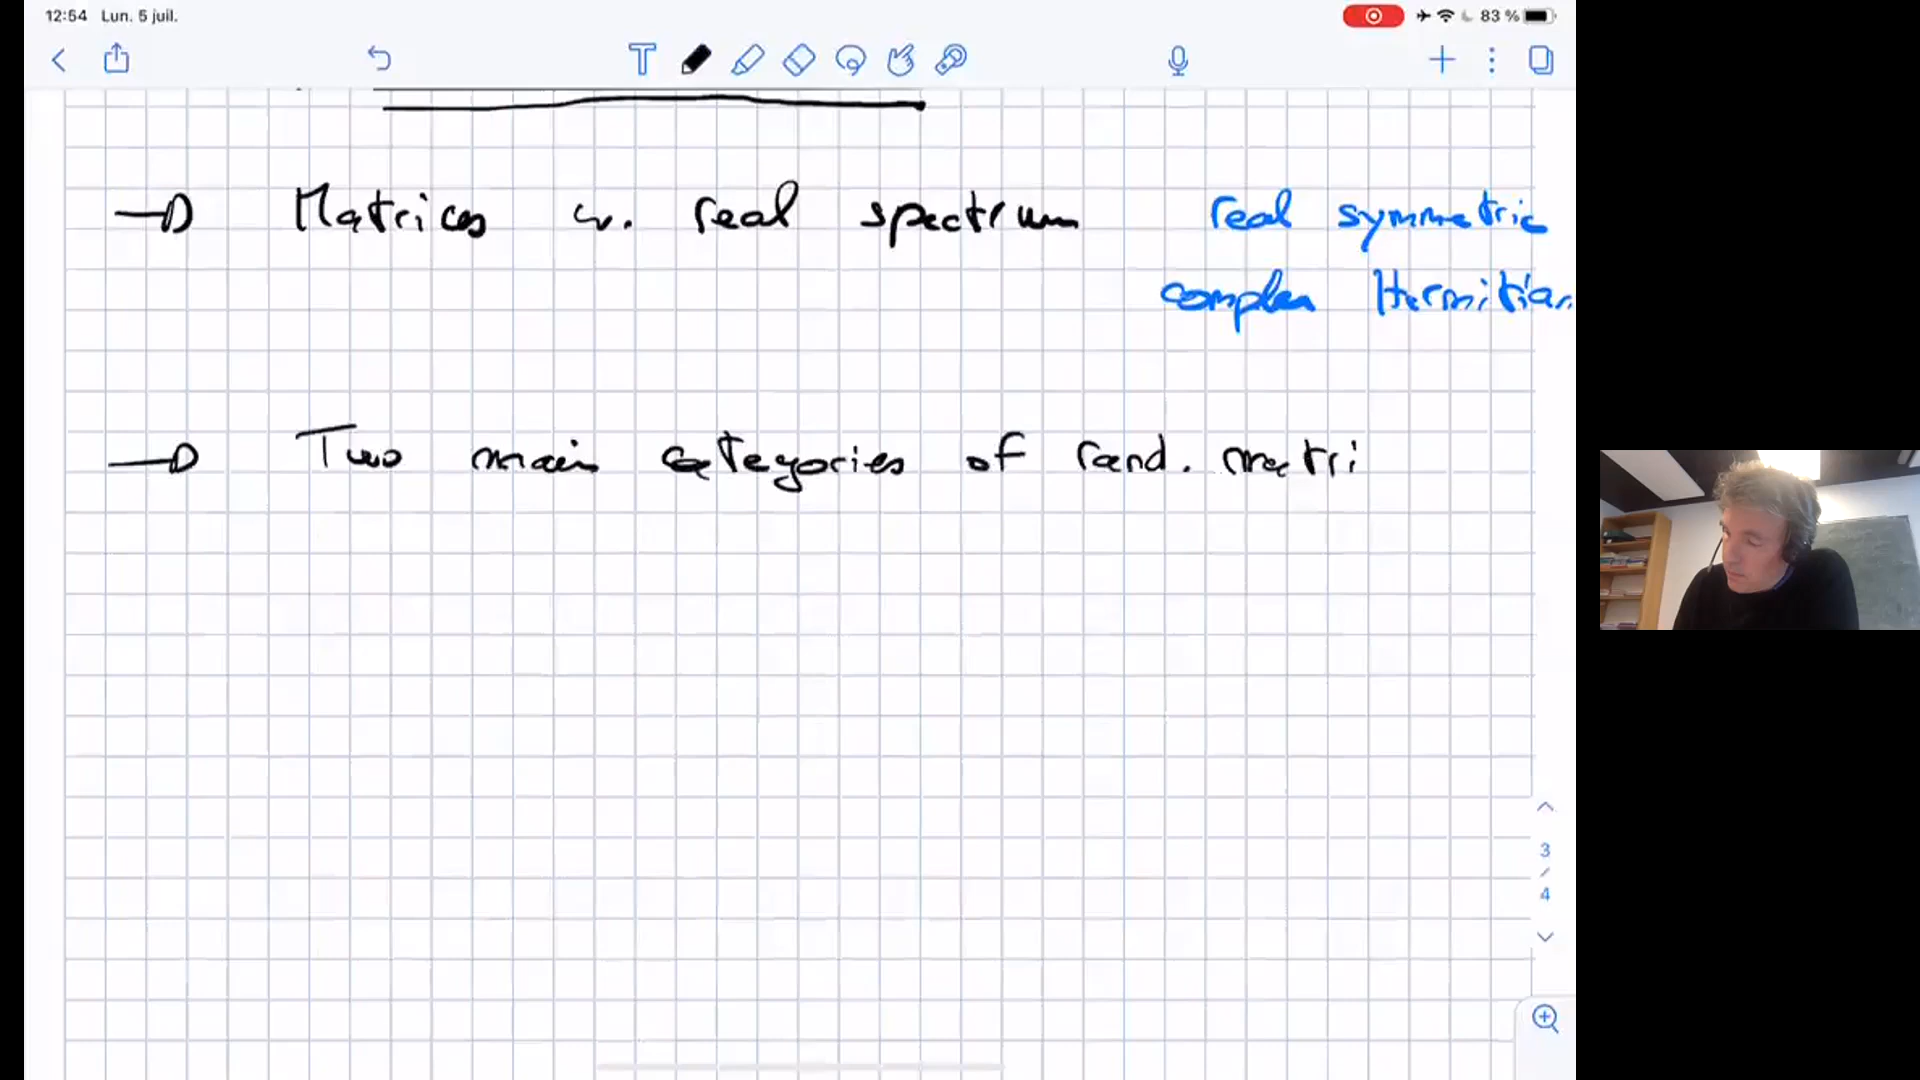 12:54 Lun. 5 juil.
83 %
T
Matrices w. real spectrum real symmetric
complex Hermitian
Two main categories of rand. matri
3
/
4